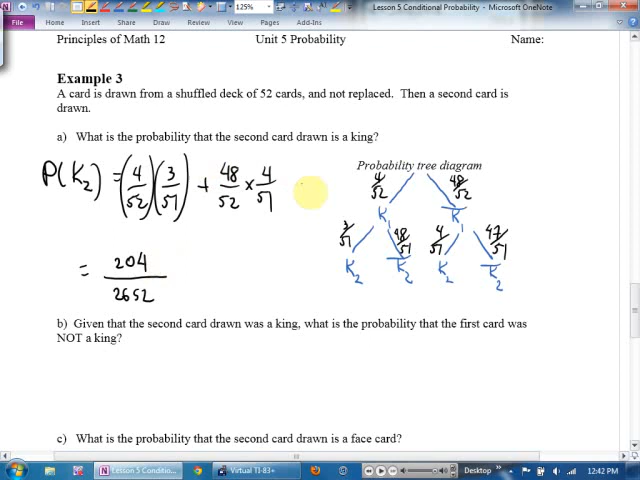 Lesson 5 Conditional Probability - Microsoft OneNote
125%
File Home Insert Share Draw Review View Add-Ins
Principles of Math 12 Unit 5 Probability Name:
Example 3
A card is drawn from a shuffled deck of 52 cards, and not replaced. Then a second card is
drawn.
a) What is the probability that the second card drawn is a king?
P(K₂) = (4/52)(3/51) + 48/52 × 4/51
= 204/2652
Probability tree diagram
4/52 48/52
K₁ K̅₁
3/51 48/51 4/51 47/51
K₂ K̅₂ K₂ K̅₂
b) Given that the second card drawn was a king, what is the probability that the first card was
NOT a king?
c) What is the probability that the second card drawn is a face card?
Lesson 5 Conditio... Virtual TI-83+ Desktop 12:42 PM